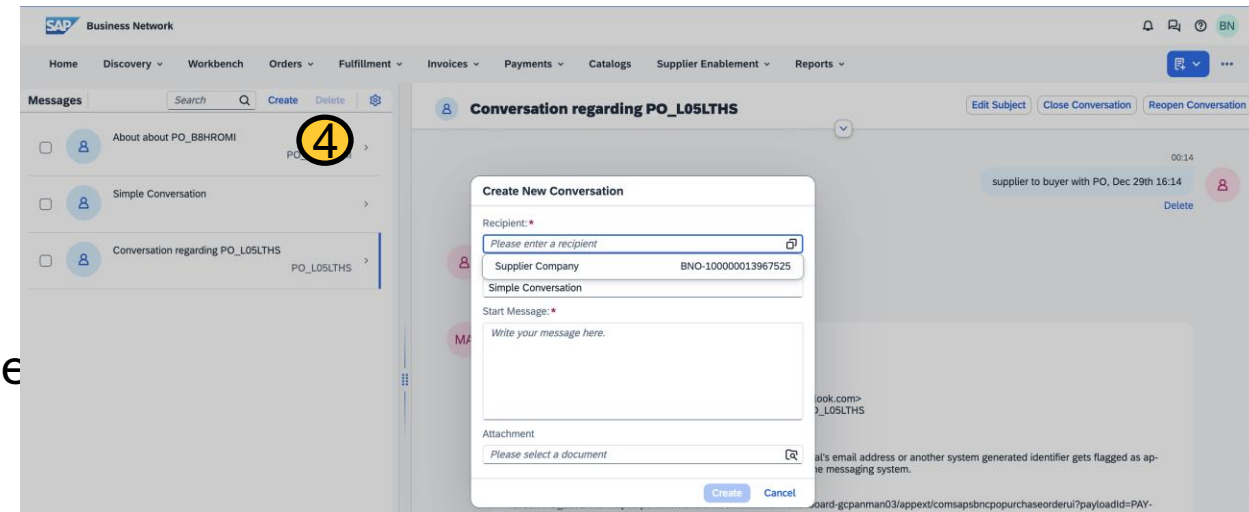 SAP Business Network
BN
Home Discovery Workbench Orders Fulfillment Invoices Payments Catalogs Supplier Enablement Reports
Messages Search Create Delete
About about PO_B8HROMI
4
Simple Conversation
Conversation regarding PO_L05LTHS
PO_L05LTHS
Conversation regarding PO_L05LTHS
Edit Subject Close Conversation Reopen Conversation
00:14
supplier to buyer with PO, Dec 29th 16:14
Delete
Create New Conversation
Recipient:*
Please enter a recipient
Supplier Company BNO-100000013967525
Simple Conversation
Start Message:*
Write your message here.
Attachment
Please select a document
Create Cancel
MA
look.com>
O_L05LTHS
al's email address or another system generated identifier gets flagged as ap-
he messaging system.
oard-gcpanman03/appext/comsapsbncpopurchaseorderui?payloadId=PAY-
e